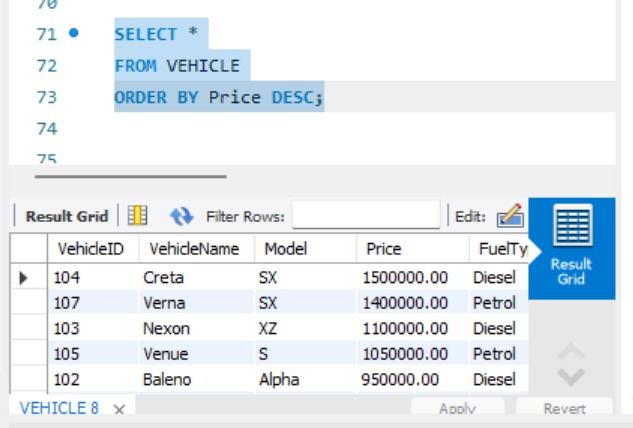 70
71 SELECT *
72 FROM VEHICLE
73 ORDER BY Price DESC;
74
75
Result Grid Filter Rows: Edit:
VehicleID VehicleName Model Price FuelTy
104 Creta SX 1500000.00 Diesel
107 Verna SX 1400000.00 Petrol
103 Nexon XZ 1100000.00 Diesel
105 Venue S 1050000.00 Petrol
102 Baleno Alpha 950000.00 Diesel
Result
Grid
VEHICLE 8 x Apply Revert